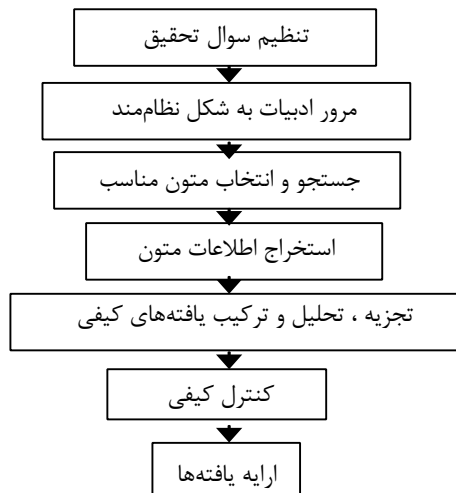 تنظیم سوال تحقیق
مرور ادبیات به شکل نظام‌مند
جستجو و انتخاب متون مناسب
استخراج اطلاعات متون
تجزیه ، تحلیل و ترکیب یافته‌های کیفی
کنترل کیفی
ارایه یافته‌ها